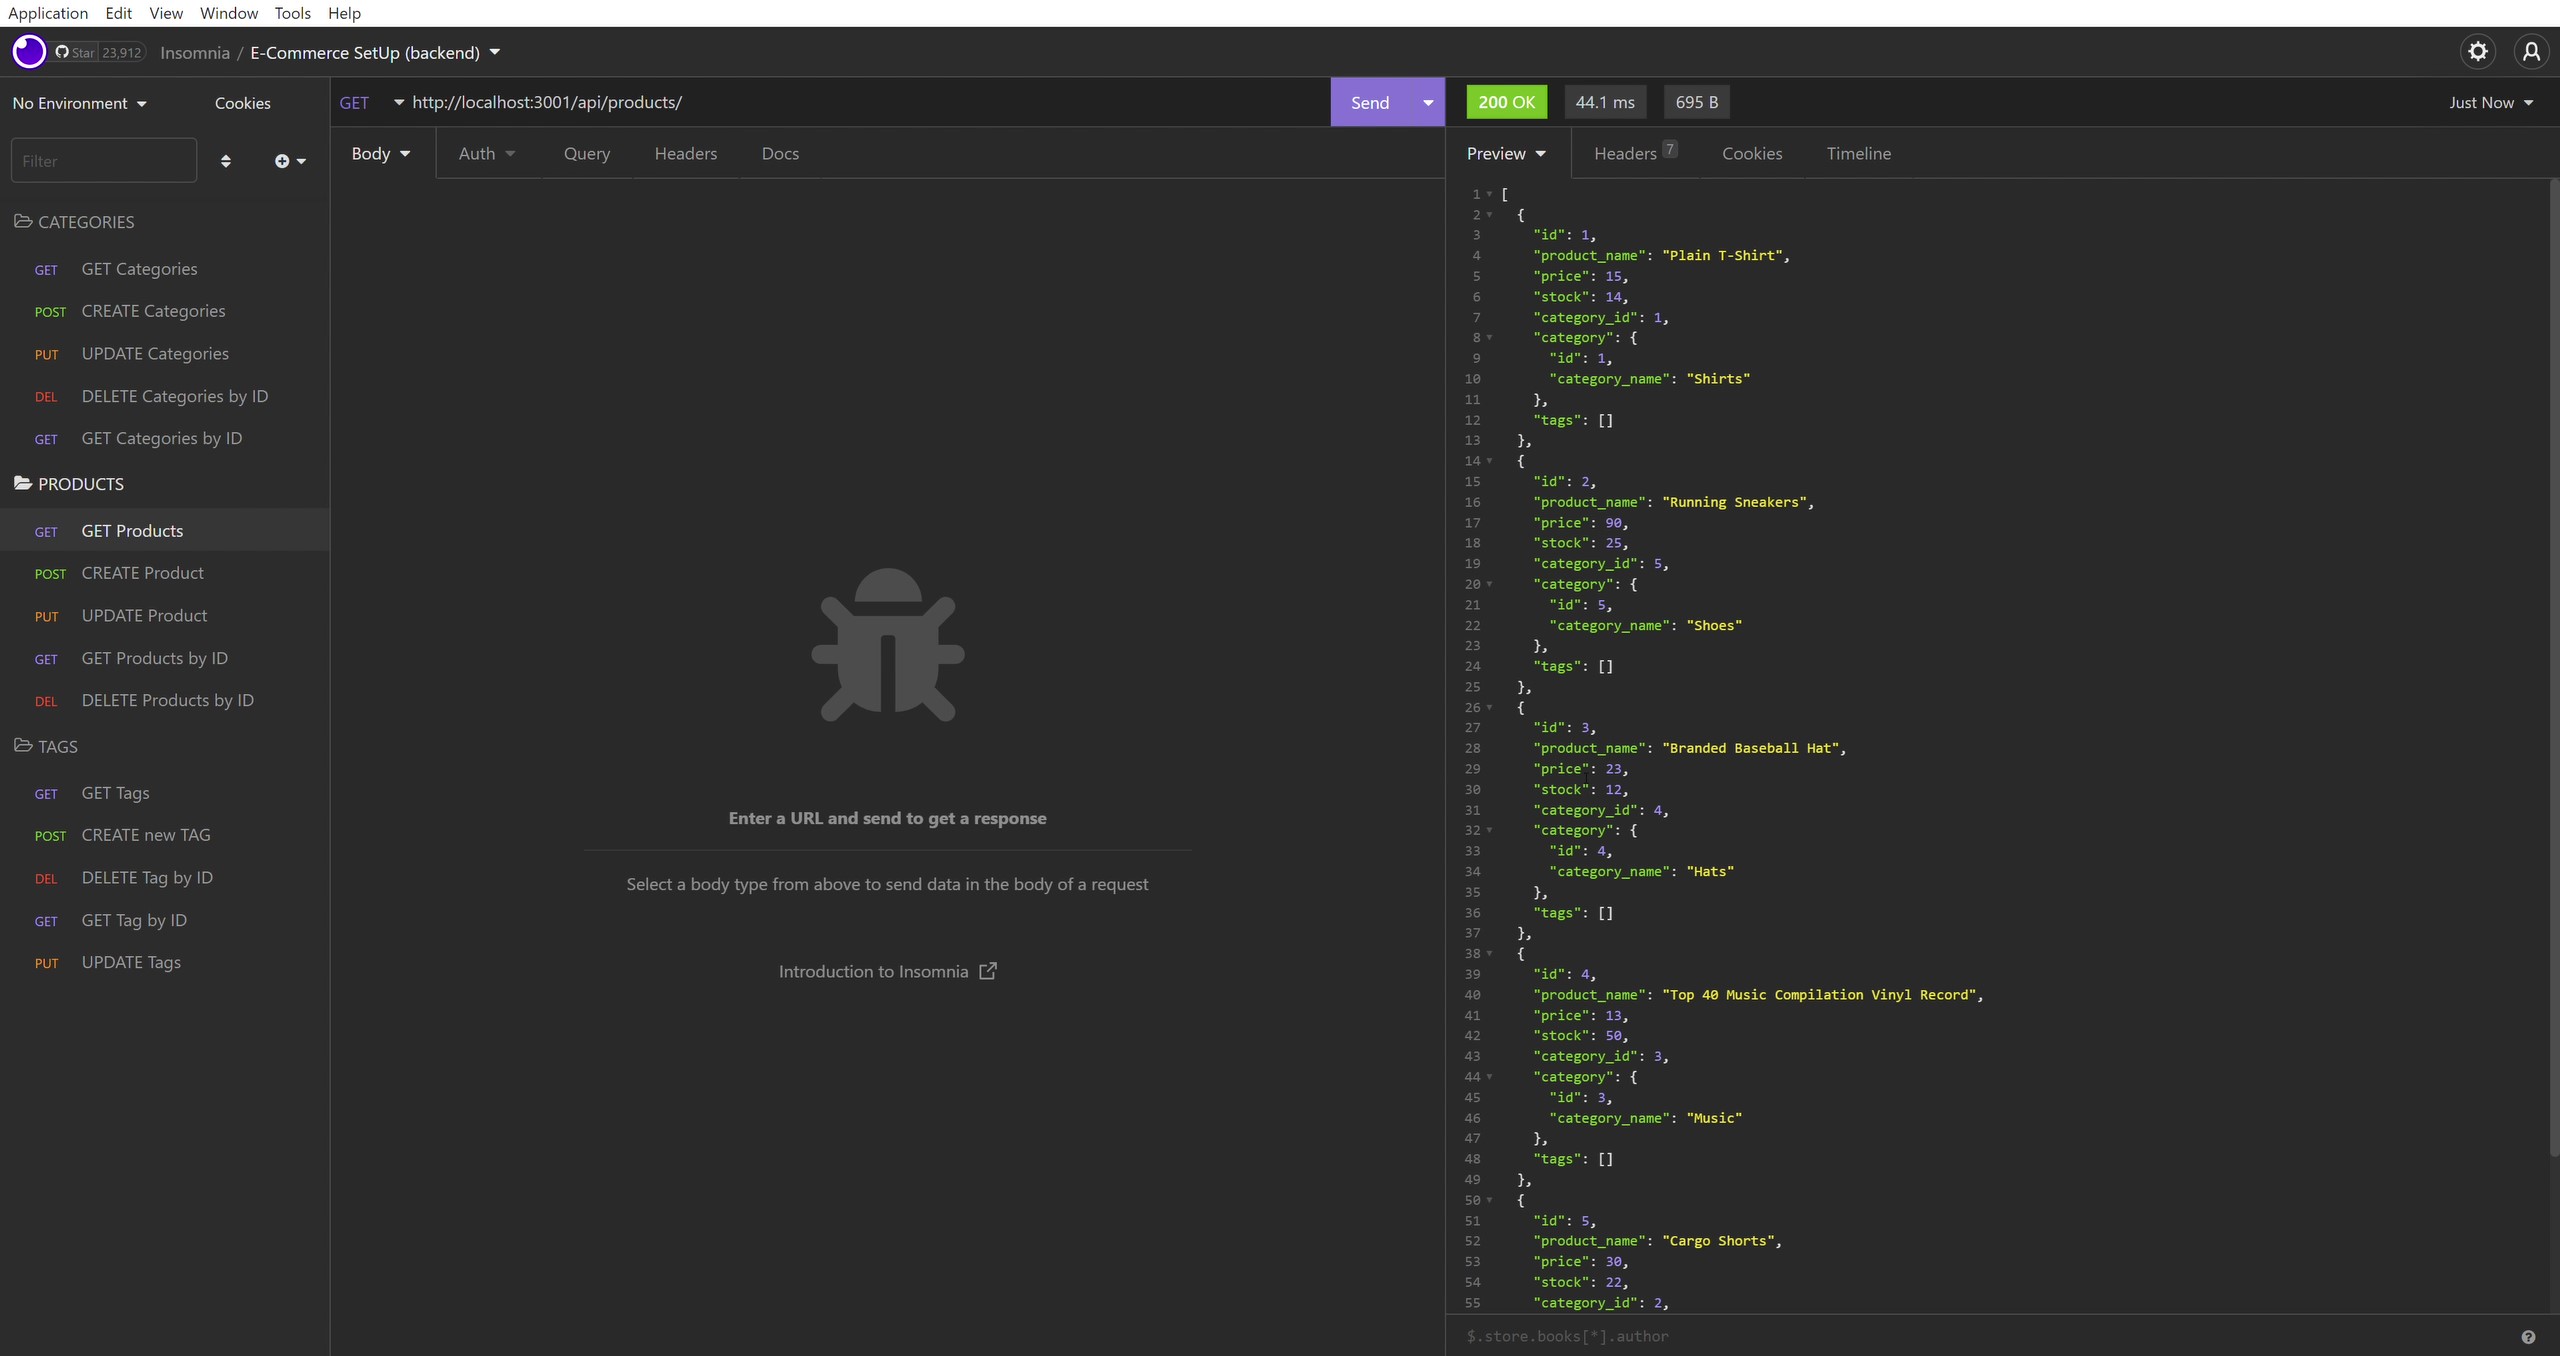 Application Edit View Window Tools Help
Star 23,912 Insomnia / E-Commerce SetUp (backend)
No Environment Cookies
Filter
CATEGORIES
GET GET Categories
POST CREATE Categories
PUT UPDATE Categories
DEL DELETE Categories by ID
GET GET Categories by ID
PRODUCTS
GET GET Products
POST CREATE Product
PUT UPDATE Product
GET GET Products by ID
DEL DELETE Products by ID
TAGS
GET GET Tags
POST CREATE new TAG
DEL DELETE Tag by ID
GET GET Tag by ID
PUT UPDATE Tags
GET http://localhost:3001/api/products/ Send
Body Auth Query Headers Docs
Enter a URL and send to get a response
Select a body type from above to send data in the body of a request
Introduction to Insomnia
200 OK 44.1 ms 695 B Just Now
Preview Headers 7 Cookies Timeline
1 [
2 {
3 "id": 1,
4 "product_name": "Plain T-Shirt",
5 "price": 15,
6 "stock": 14,
7 "category_id": 1,
8 "category": {
9 "id": 1,
10 "category_name": "Shirts"
11 },
12 "tags": []
13 },
14 {
15 "id": 2,
16 "product_name": "Running Sneakers",
17 "price": 90,
18 "stock": 25,
19 "category_id": 5,
20 "category": {
21 "id": 5,
22 "category_name": "Shoes"
23 },
24 "tags": []
25 },
26 {
27 "id": 3,
28 "product_name": "Branded Baseball Hat",
29 "price": 23,
30 "stock": 12,
31 "category_id": 4,
32 "category": {
33 "id": 4,
34 "category_name": "Hats"
35 },
36 "tags": []
37 },
38 {
39 "id": 4,
40 "product_name": "Top 40 Music Compilation Vinyl Record",
41 "price": 13,
42 "stock": 50,
43 "category_id": 3,
44 "category": {
45 "id": 3,
46 "category_name": "Music"
47 },
48 "tags": []
49 },
50 {
51 "id": 5,
52 "product_name": "Cargo Shorts",
53 "price": 30,
54 "stock": 22,
55 "category_id": 2,
$.store.books[*].author